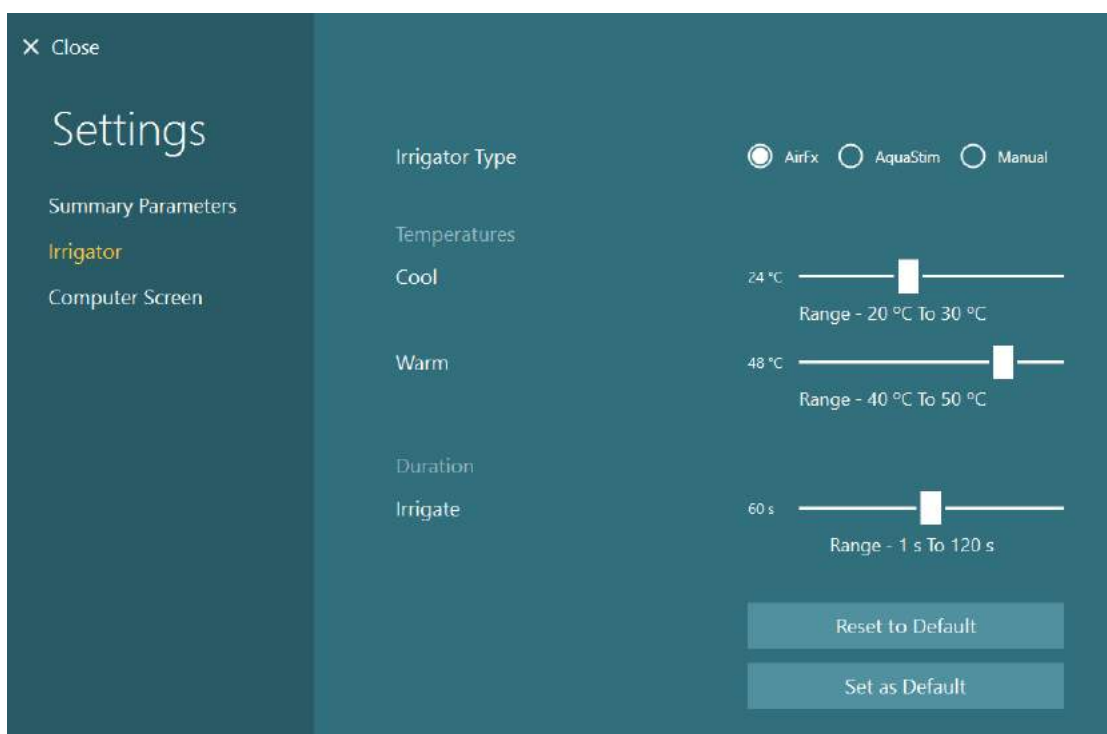 ✕ Close
Settings
Summary Parameters
Irrigator
Computer Screen
Irrigator Type AirFx AquaStim Manual
Temperatures
Cool 24 °C
Range - 20 °C To 30 °C
Warm 48 °C
Range - 40 °C To 50 °C
Duration
Irrigate 60 s
Range - 1 s To 120 s
Reset to Default
Set as Default